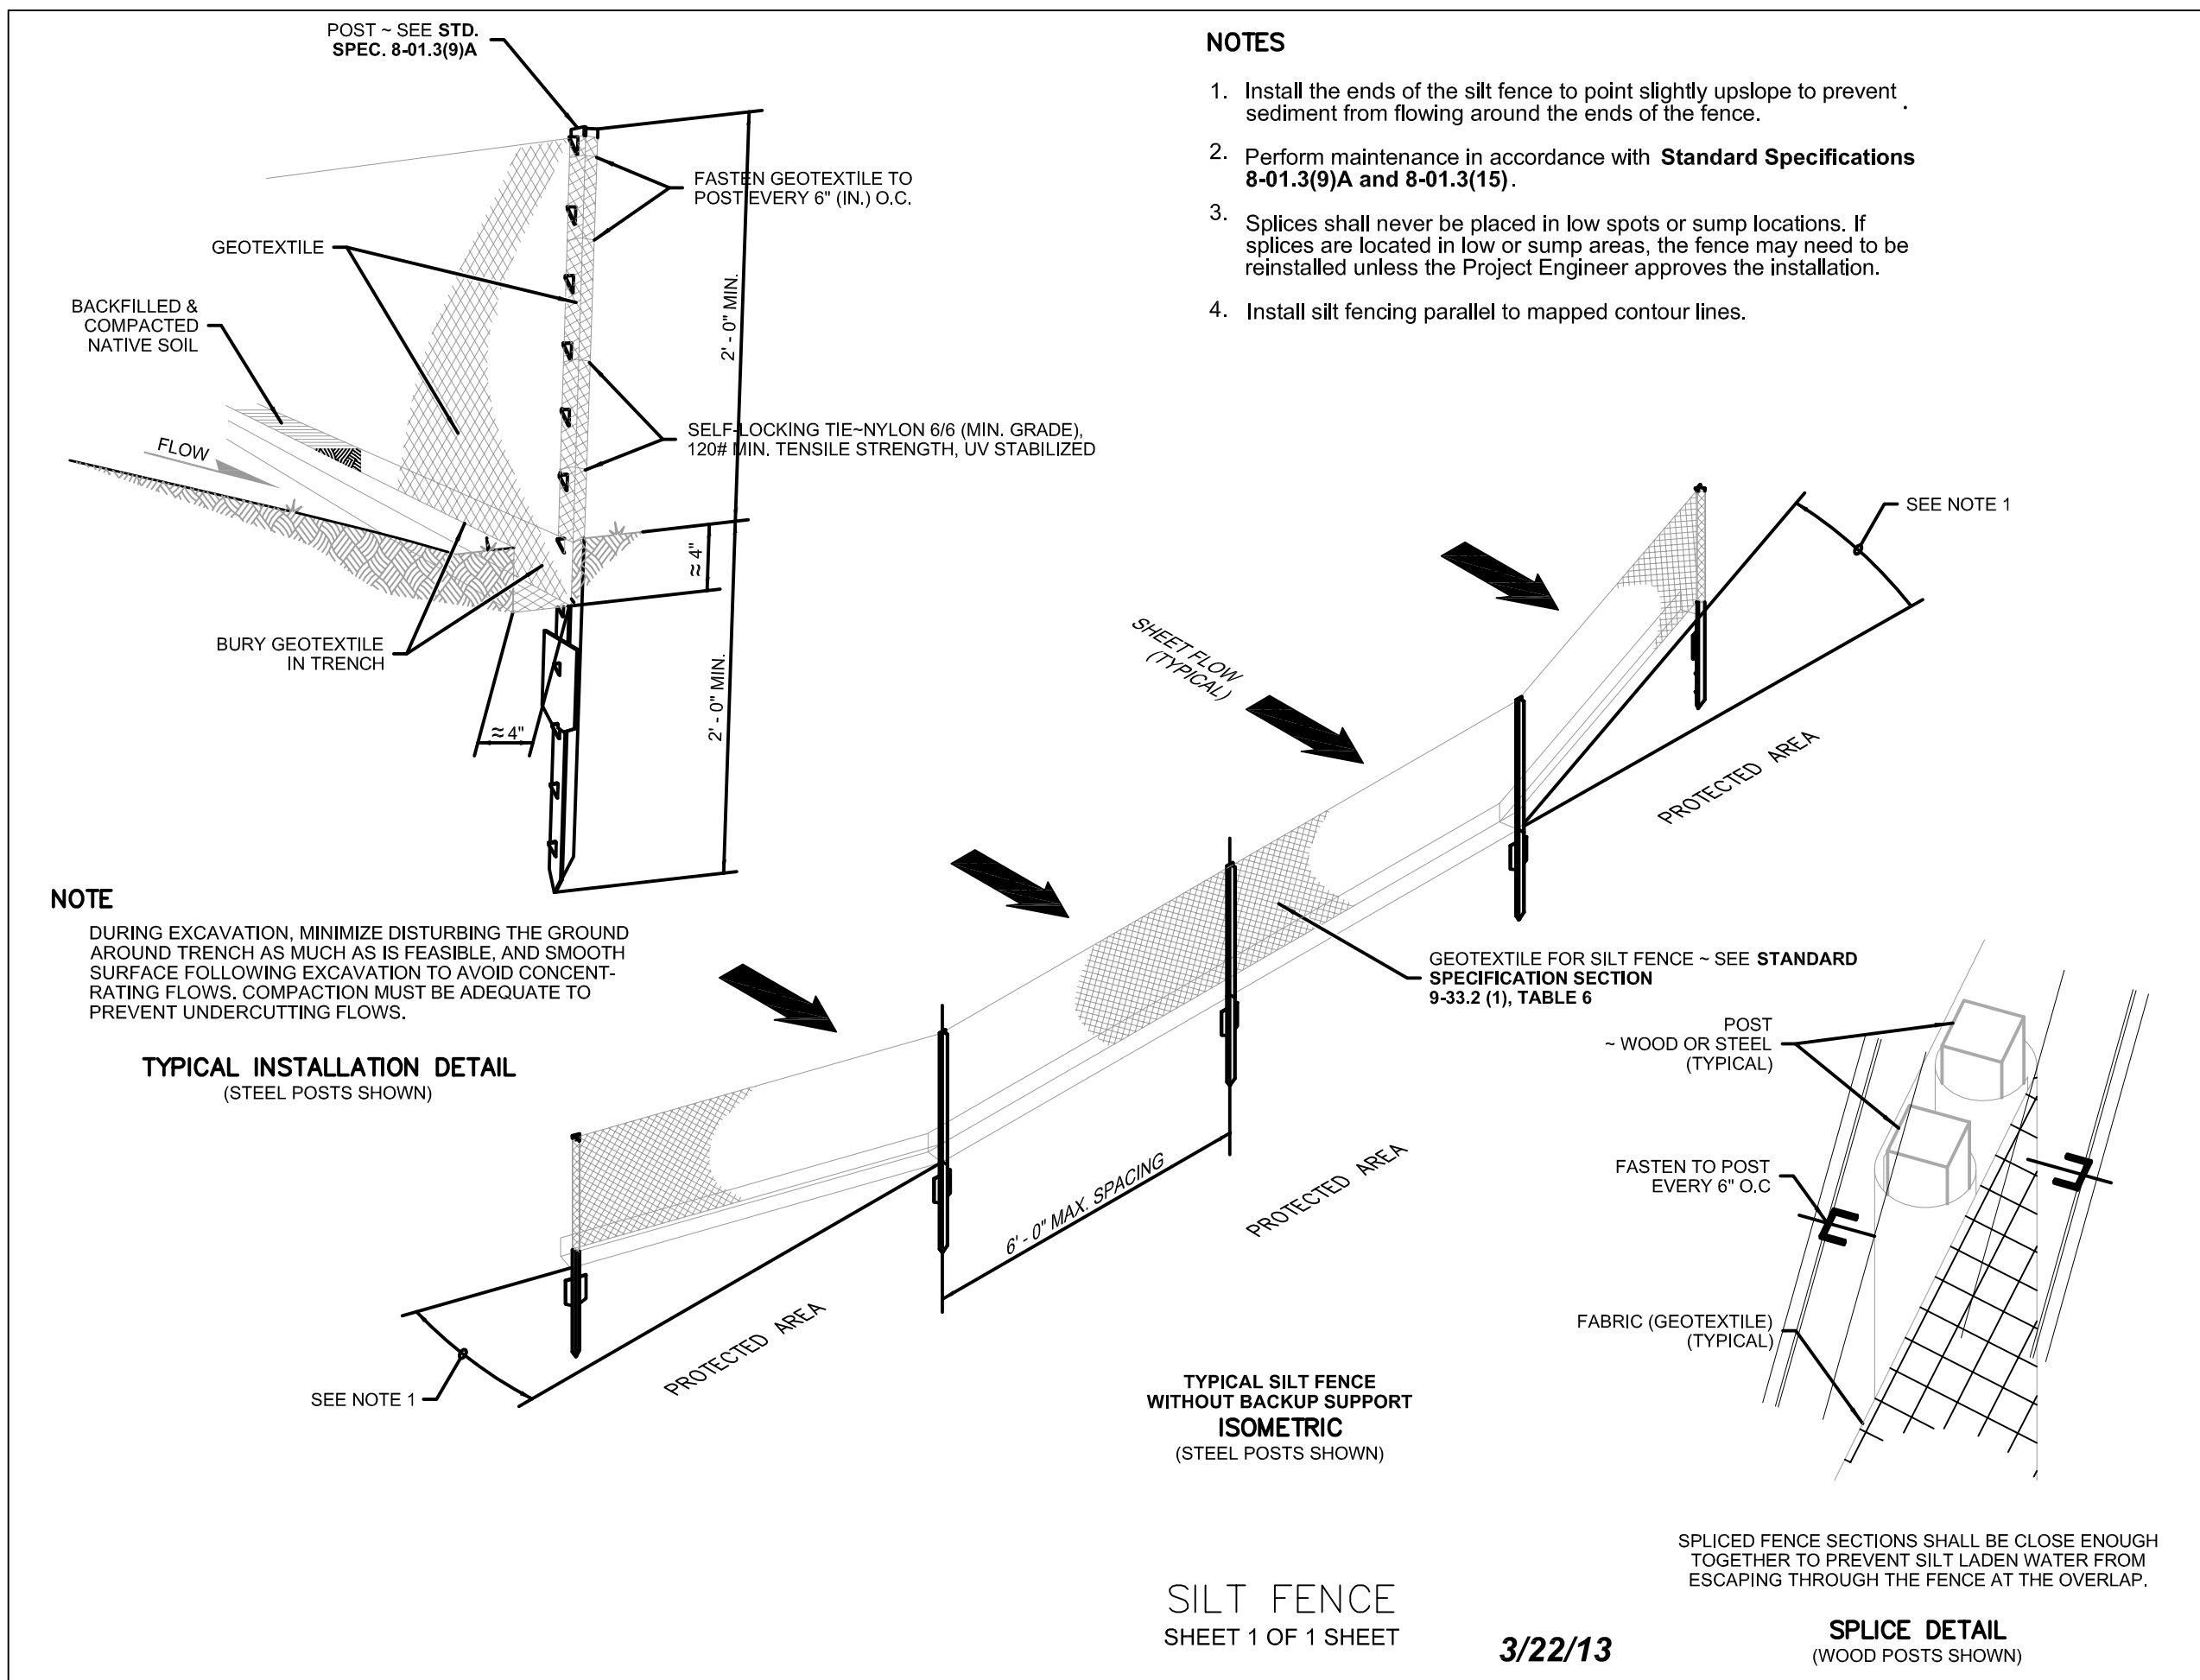 POST ~ SEE STD.
SPEC. 8-01.3(9)A
FASTEN GEOTEXTILE TO
POST EVERY 6" (IN.) O.C.
GEOTEXTILE
BACKFILLED &
COMPACTED
NATIVE SOIL
FLOW
2' - 0" MIN.
SELF-LOCKING TIE~NYLON 6/6 (MIN. GRADE),
120# MIN. TENSILE STRENGTH, UV STABILIZED
≈ 4"
BURY GEOTEXTILE
IN TRENCH
2' - 0" MIN.
≈ 4"
NOTE
DURING EXCAVATION, MINIMIZE DISTURBING THE GROUND
AROUND TRENCH AS MUCH AS IS FEASIBLE, AND SMOOTH
SURFACE FOLLOWING EXCAVATION TO AVOID CONCENT-
RATING FLOWS. COMPACTION MUST BE ADEQUATE TO
PREVENT UNDERCUTTING FLOWS.
TYPICAL INSTALLATION DETAIL
(STEEL POSTS SHOWN)
NOTES
1. Install the ends of the silt fence to point slightly upslope to prevent
sediment from flowing around the ends of the fence.
2. Perform maintenance in accordance with Standard Specifications
8-01.3(9)A and 8-01.3(15).
3. Splices shall never be placed in low spots or sump locations. If
splices are located in low or sump areas, the fence may need to be
reinstalled unless the Project Engineer approves the installation.
4. Install silt fencing parallel to mapped contour lines.
SEE NOTE 1
SHEET FLOW
(TYPICAL)
PROTECTED AREA
GEOTEXTILE FOR SILT FENCE ~ SEE STANDARD
SPECIFICATION SECTION
9-33.2 (1), TABLE 6
6' - 0" MAX. SPACING
PROTECTED AREA
PROTECTED AREA
SEE NOTE 1
TYPICAL SILT FENCE
WITHOUT BACKUP SUPPORT
ISOMETRIC
(STEEL POSTS SHOWN)
POST
~ WOOD OR STEEL
(TYPICAL)
FASTEN TO POST
EVERY 6" O.C
FABRIC (GEOTEXTILE)
(TYPICAL)
SPLICED FENCE SECTIONS SHALL BE CLOSE ENOUGH
TOGETHER TO PREVENT SILT LADEN WATER FROM
ESCAPING THROUGH THE FENCE AT THE OVERLAP.
SPLICE DETAIL
(WOOD POSTS SHOWN)
SILT FENCE
SHEET 1 OF 1 SHEET
3/22/13